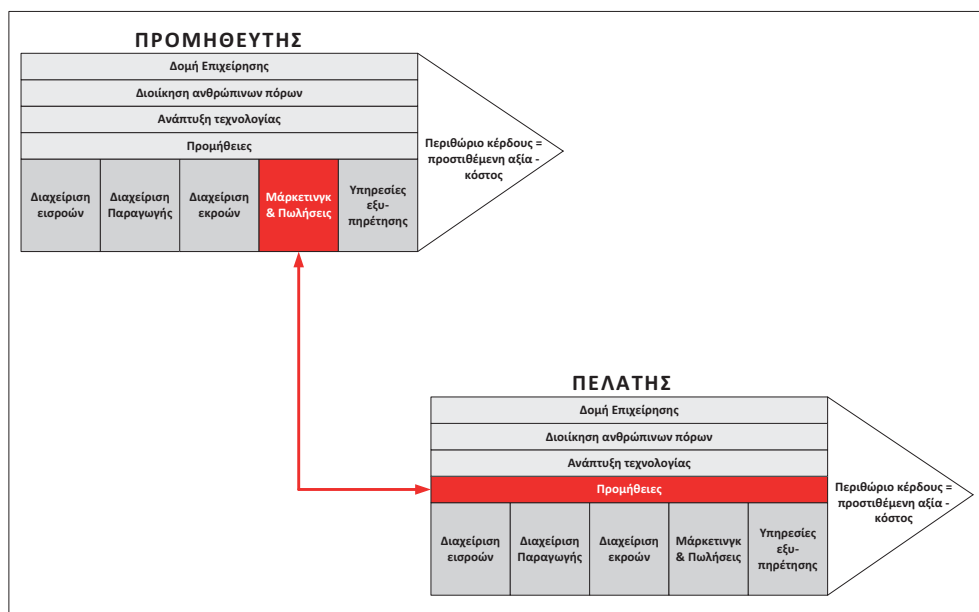 ΠΡΟΜΗΘΕΥΤΗΣ
Δομή Επιχείρησης
Διοίκηση ανθρώπινων πόρων
Ανάπτυξη τεχνολογίας
Προμήθειες
Διαχείριση
εισροών
Διαχείριση
Παραγωγής
Διαχείριση
εκροών
Μάρκετινγκ
& Πωλήσεις
Υπηρεσίες
εξυ-
πηρέτησης
Περιθώριο κέρδους =
προστιθέμενη αξία -
κόστος
ΠΕΛΑΤΗΣ
Δομή Επιχείρησης
Διοίκηση ανθρώπινων πόρων
Ανάπτυξη τεχνολογίας
Προμήθειες
Διαχείριση
εισροών
Διαχείριση
Παραγωγής
Διαχείριση
εκροών
Μάρκετινγκ
& Πωλήσεις
Υπηρεσίες
εξυ-
πηρέτησης
Περιθώριο κέρδους =
προστιθέμενη αξία -
κόστος